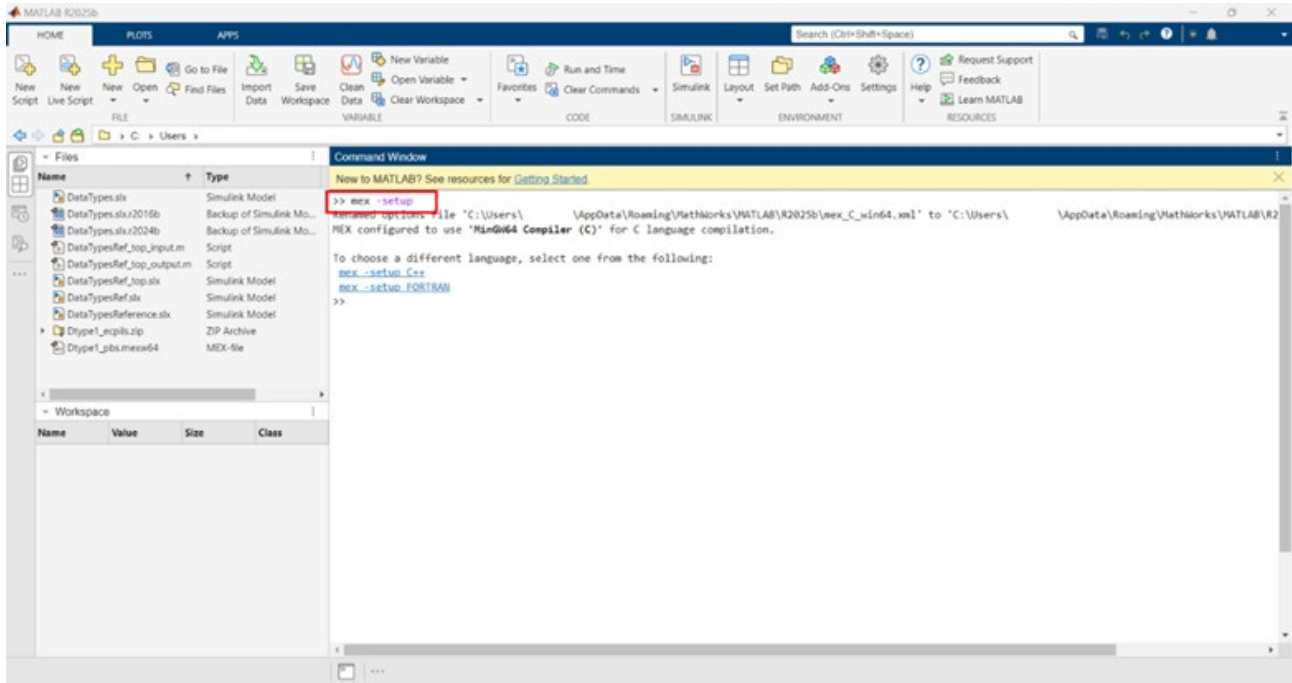 MATLAB R2025b
HOME PLOTS APPS
Search (Ctrl+Shift+Space)
New Script
New Live Script
New
Open
Go to File
Find Files
Import Data
Save Workspace
Clean Data
New Variable
Open Variable
Clear Workspace
Favorites
Run and Time
Clear Commands
Simulink
Layout
Set Path
Add-Ons
Settings
Help
Request Support
Feedback
Learn MATLAB
FILE VARIABLE CODE SIMULINK ENVIRONMENT RESOURCES
C: Users
Files
Name Type
DataTypes.slx Simulink Model
DataTypes.slx.r2016b Backup of Simulink Mo...
DataTypes.slx.r2024b Backup of Simulink Mo...
DataTypesRef_top_input.m Script
DataTypesRef_top_output.m Script
DataTypesRef_top.slx Simulink Model
DataTypesRef.slx Simulink Model
DataTypesReference.slx Simulink Model
Dtype1_ecpils.zip ZIP Archive
Dtype1_pbs.mexw64 MEX-file
Workspace
Name Value Size Class
Command Window
New to MATLAB? See resources for Getting Started.
>> mex -setup
Renamed options file 'C:\Users\ \AppData\Roaming\MathWorks\MATLAB\R2025b\mex_C_win64.xml' to 'C:\Users\ \AppData\Roaming\MathWorks\MATLAB\R2
MEX configured to use 'MinGW64 Compiler (C)' for C language compilation.
To choose a different language, select one from the following:
mex -setup C++
mex -setup FORTRAN
>>